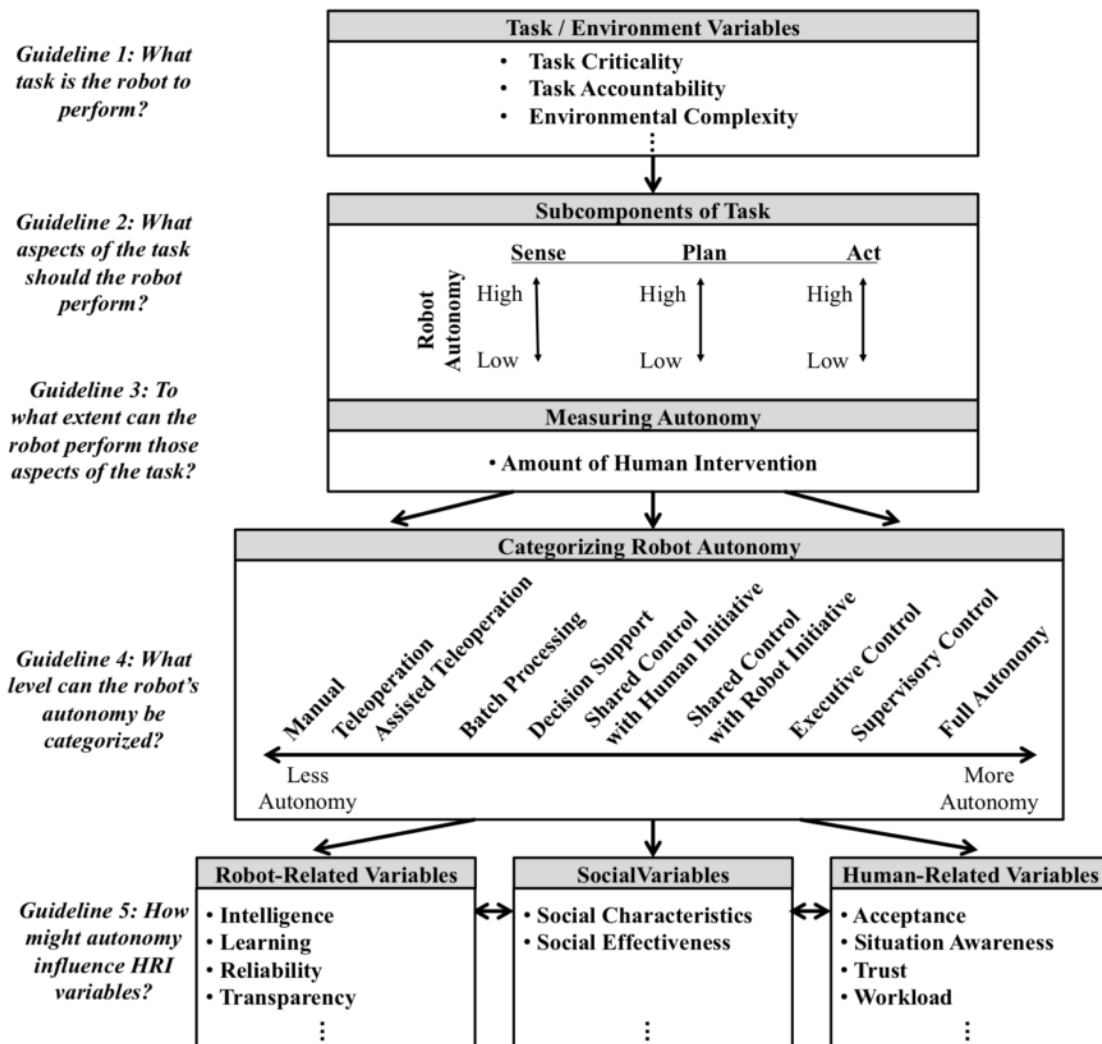 Task / Environment Variables
Guideline 1: What
task is the robot to
perform?
• Task Criticality
• Task Accountability
• Environmental Complexity
Guideline 2: What
aspects of the task
should the robot
perform?
Subcomponents of Task
Sense Plan Act
Robot
Autonomy
High High High
Low Low Low
Guideline 3: To
what extent can the
robot perform those
aspects of the task?
Measuring Autonomy
• Amount of Human Intervention
Categorizing Robot Autonomy
Guideline 4: What
level can the robot's
autonomy be
categorized?
Manual
Teleoperation
Assisted Teleoperation
Batch Processing
Decision Support
Shared Control
with Human Initiative
Shared Control
with Robot Initiative
Executive Control
Supervisory Control
Full Autonomy
Less
Autonomy
More
Autonomy
Guideline 5: How
might autonomy
influence HRI
variables?
Robot-Related Variables
• Intelligence
• Learning
• Reliability
• Transparency
SocialVariables
• Social Characteristics
• Social Effectiveness
Human-Related Variables
• Acceptance
• Situation Awareness
• Trust
• Workload